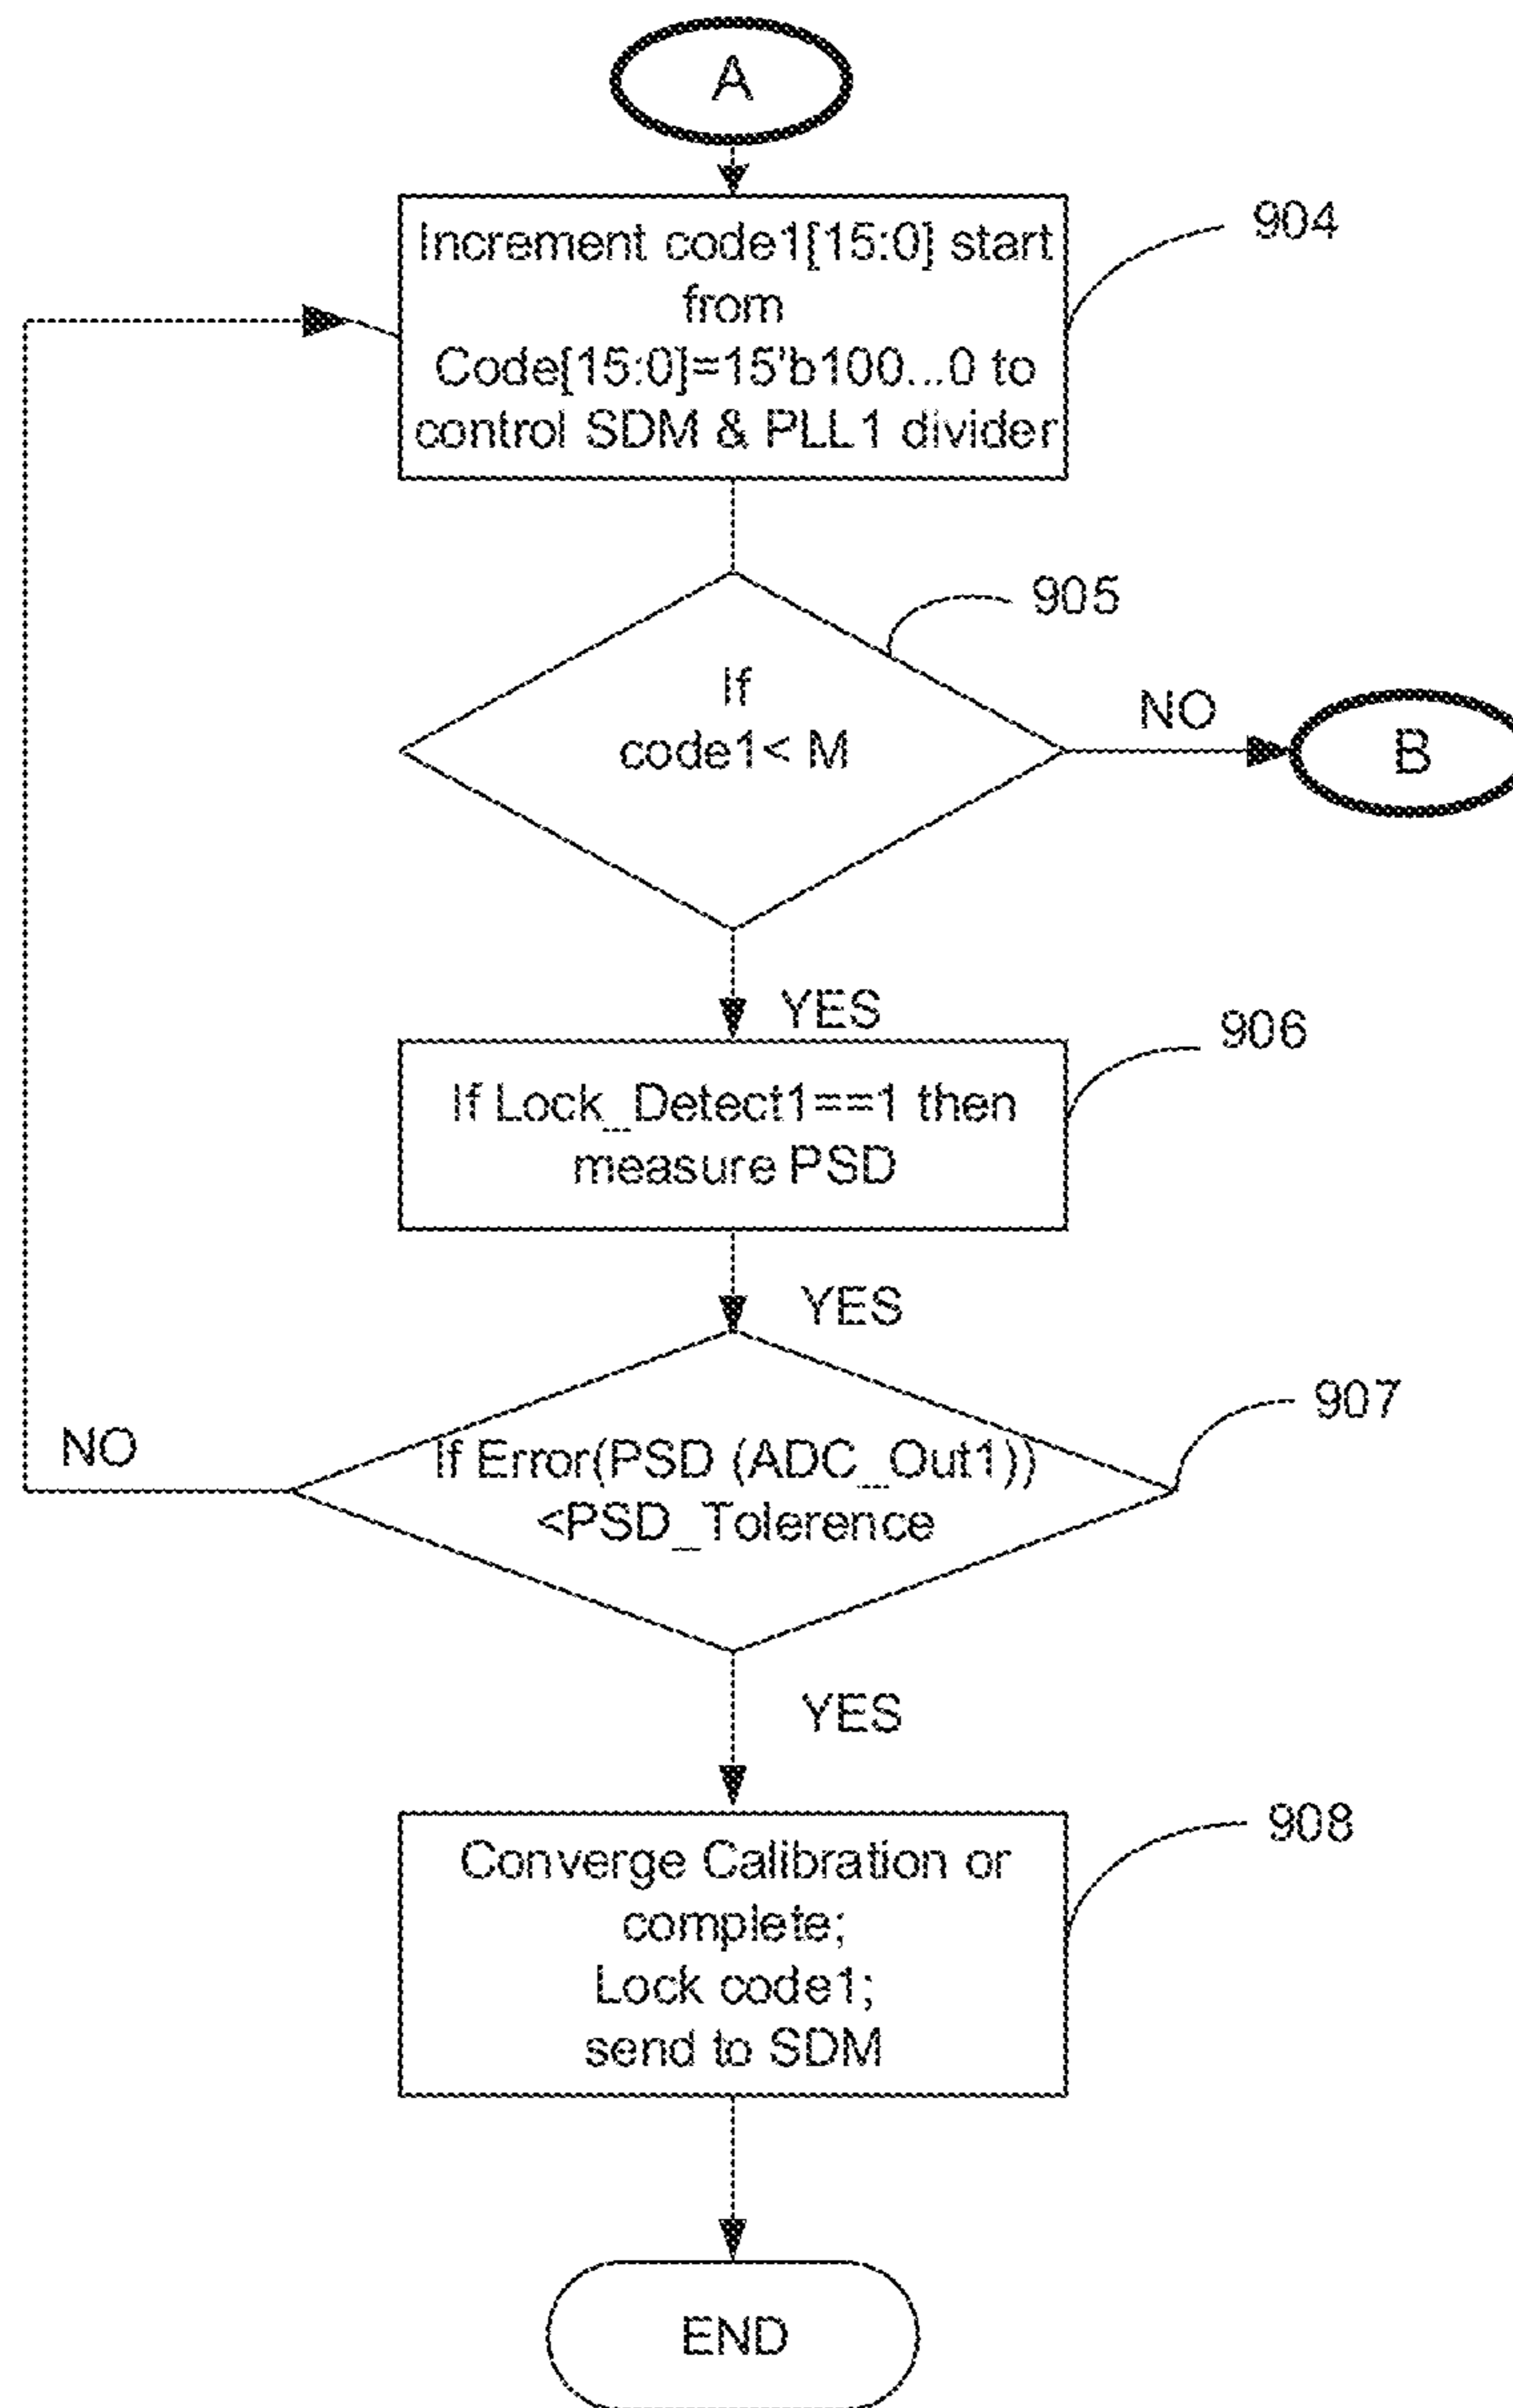 A
Increment code1[15:0] start
from
Code[15:0]=15'b100...0 to
control SDM & PLL1 divider
904
If
code1< M
905
NO
B
YES
If Lock_Detect1==1 then
measure PSD
906
YES
If Error(PSD (ADC_Out1))
<PSD_Tolerence
907
NO
YES
Converge Calibration or
complete;
Lock code1;
send to SDM
908
END